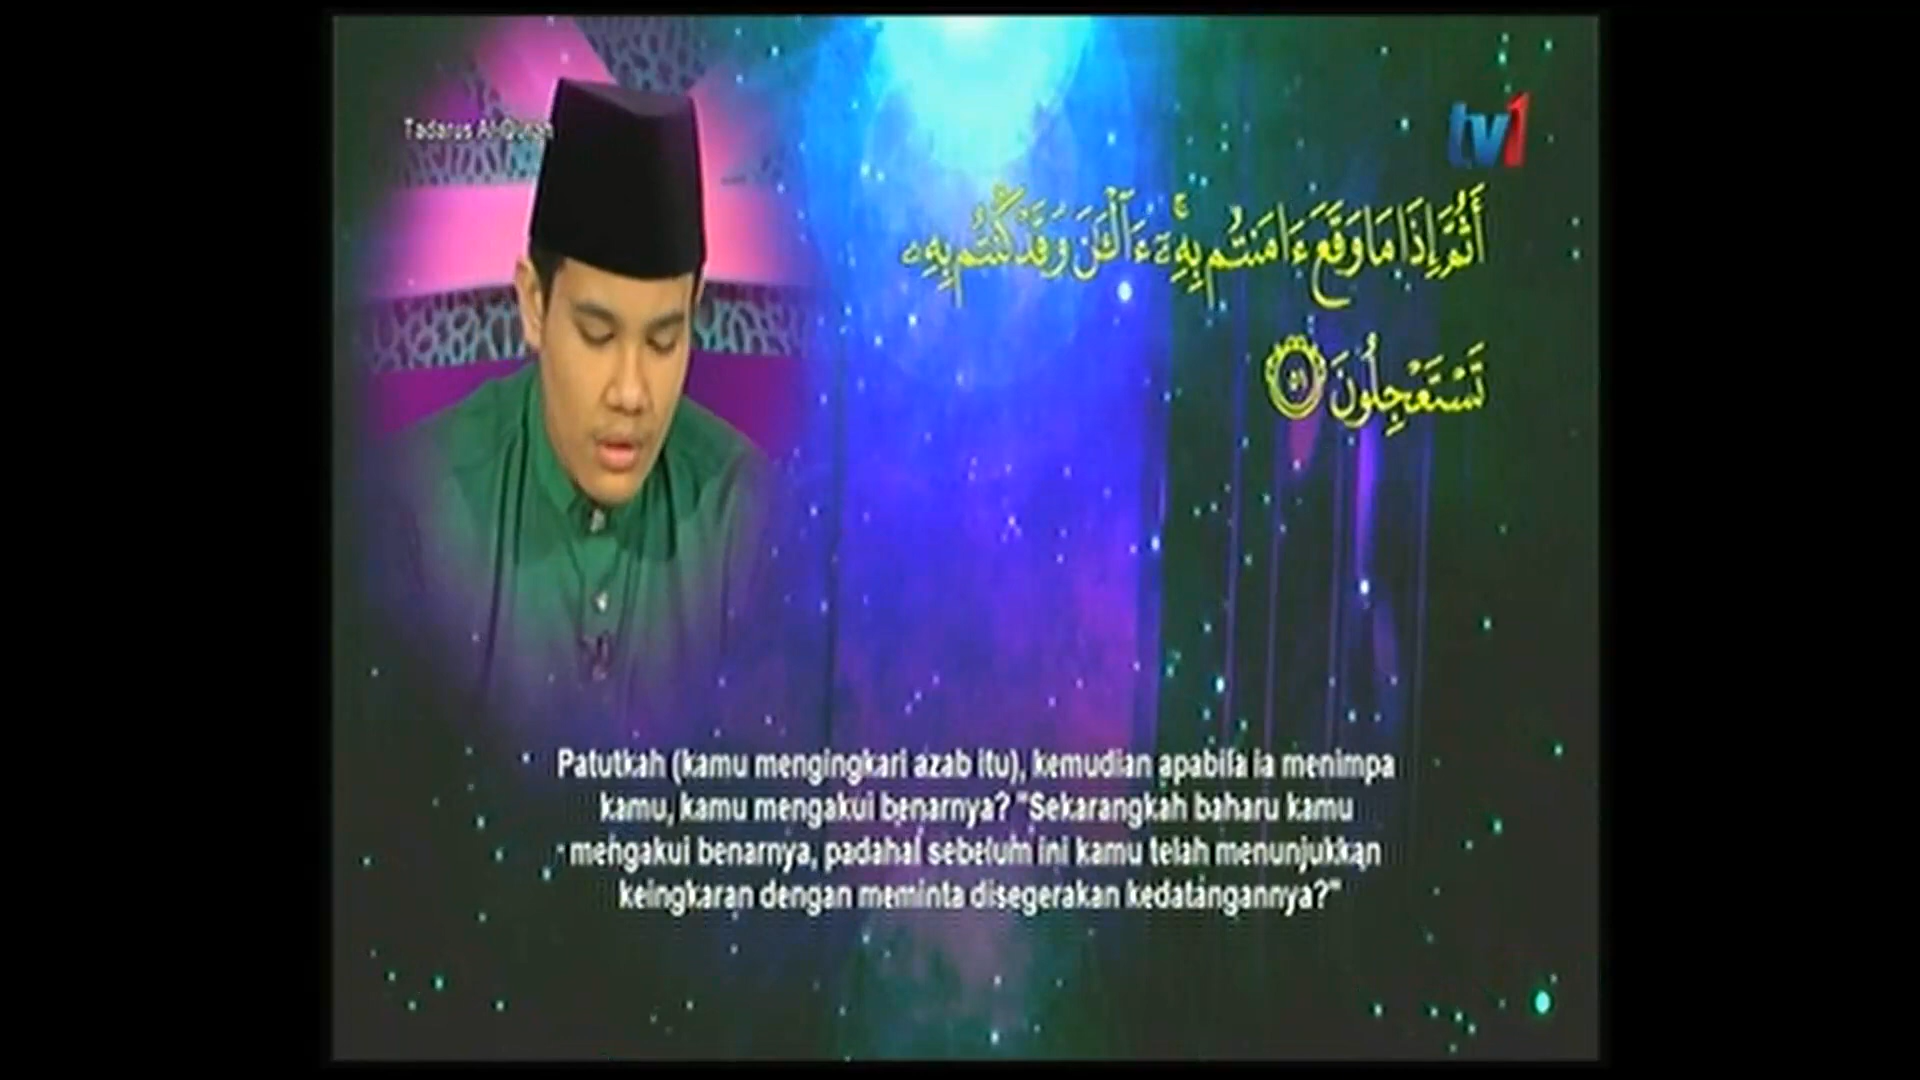 Tadarus Al-Quran
tv1
أَثُمَّ إِذَا مَا وَقَعَ ءَامَنتُم بِهِۦٓ ۚ ءَآلْـَٰٔنَ وَقَدْ كُنتُم بِهِۦ
تَسْتَعْجِلُونَ ٥١
Patutkah (kamu mengingkari azab itu), kemudian apabila ia menimpa
kamu, kamu mengakui benarnya? "Sekarangkah baharu kamu
mengakui benarnya, padahal sebelum ini kamu telah menunjukkan
keingkaran dengan meminta disegerakan kedatangannya?"